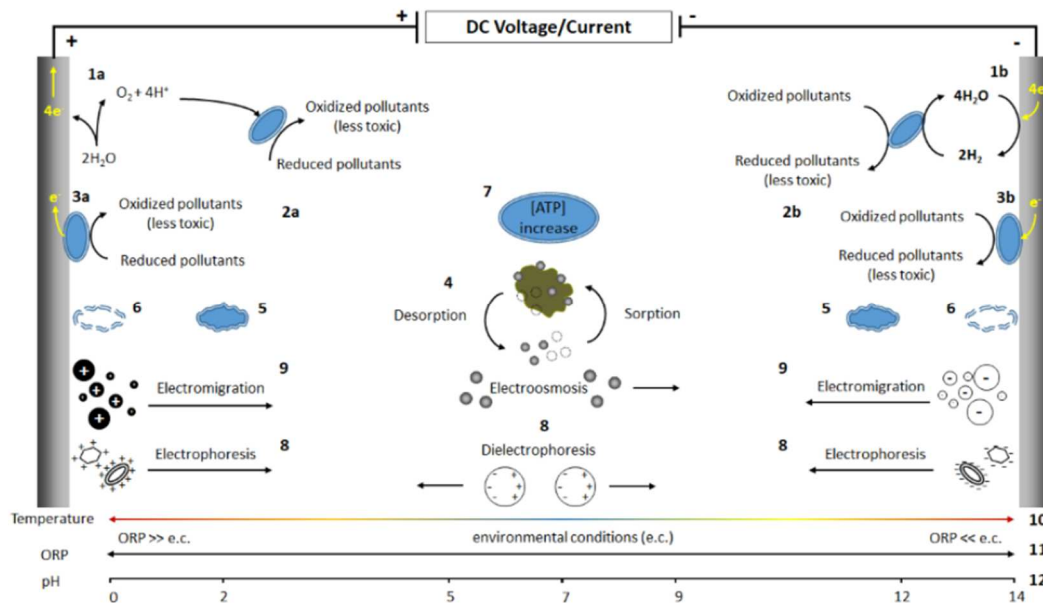 + DC Voltage/Current -
+ -
1a 1b
O₂ + 4H⁺
4e⁻
2H₂O
Oxidized pollutants
(less toxic)
Reduced pollutants
Oxidized pollutants
Reduced pollutants
(less toxic)
4H₂O
4e⁻
2H₂
3a
e⁻
Oxidized pollutants
(less toxic)
Reduced pollutants
2a
7
[ATP]
increase
2b
Oxidized pollutants
Reduced pollutants
(less toxic)
3b
e⁻
6
5
4
Desorption
Sorption
5
6
9
Electromigration
Electroosmosis
9
Electromigration
8
Electrophoresis
8
Dielectrophoresis
8
Electrophoresis
Temperature 10
ORP >> e.c. environmental conditions (e.c.) ORP << e.c.
ORP 11
pH 12
0 2 5 7 9 12 14